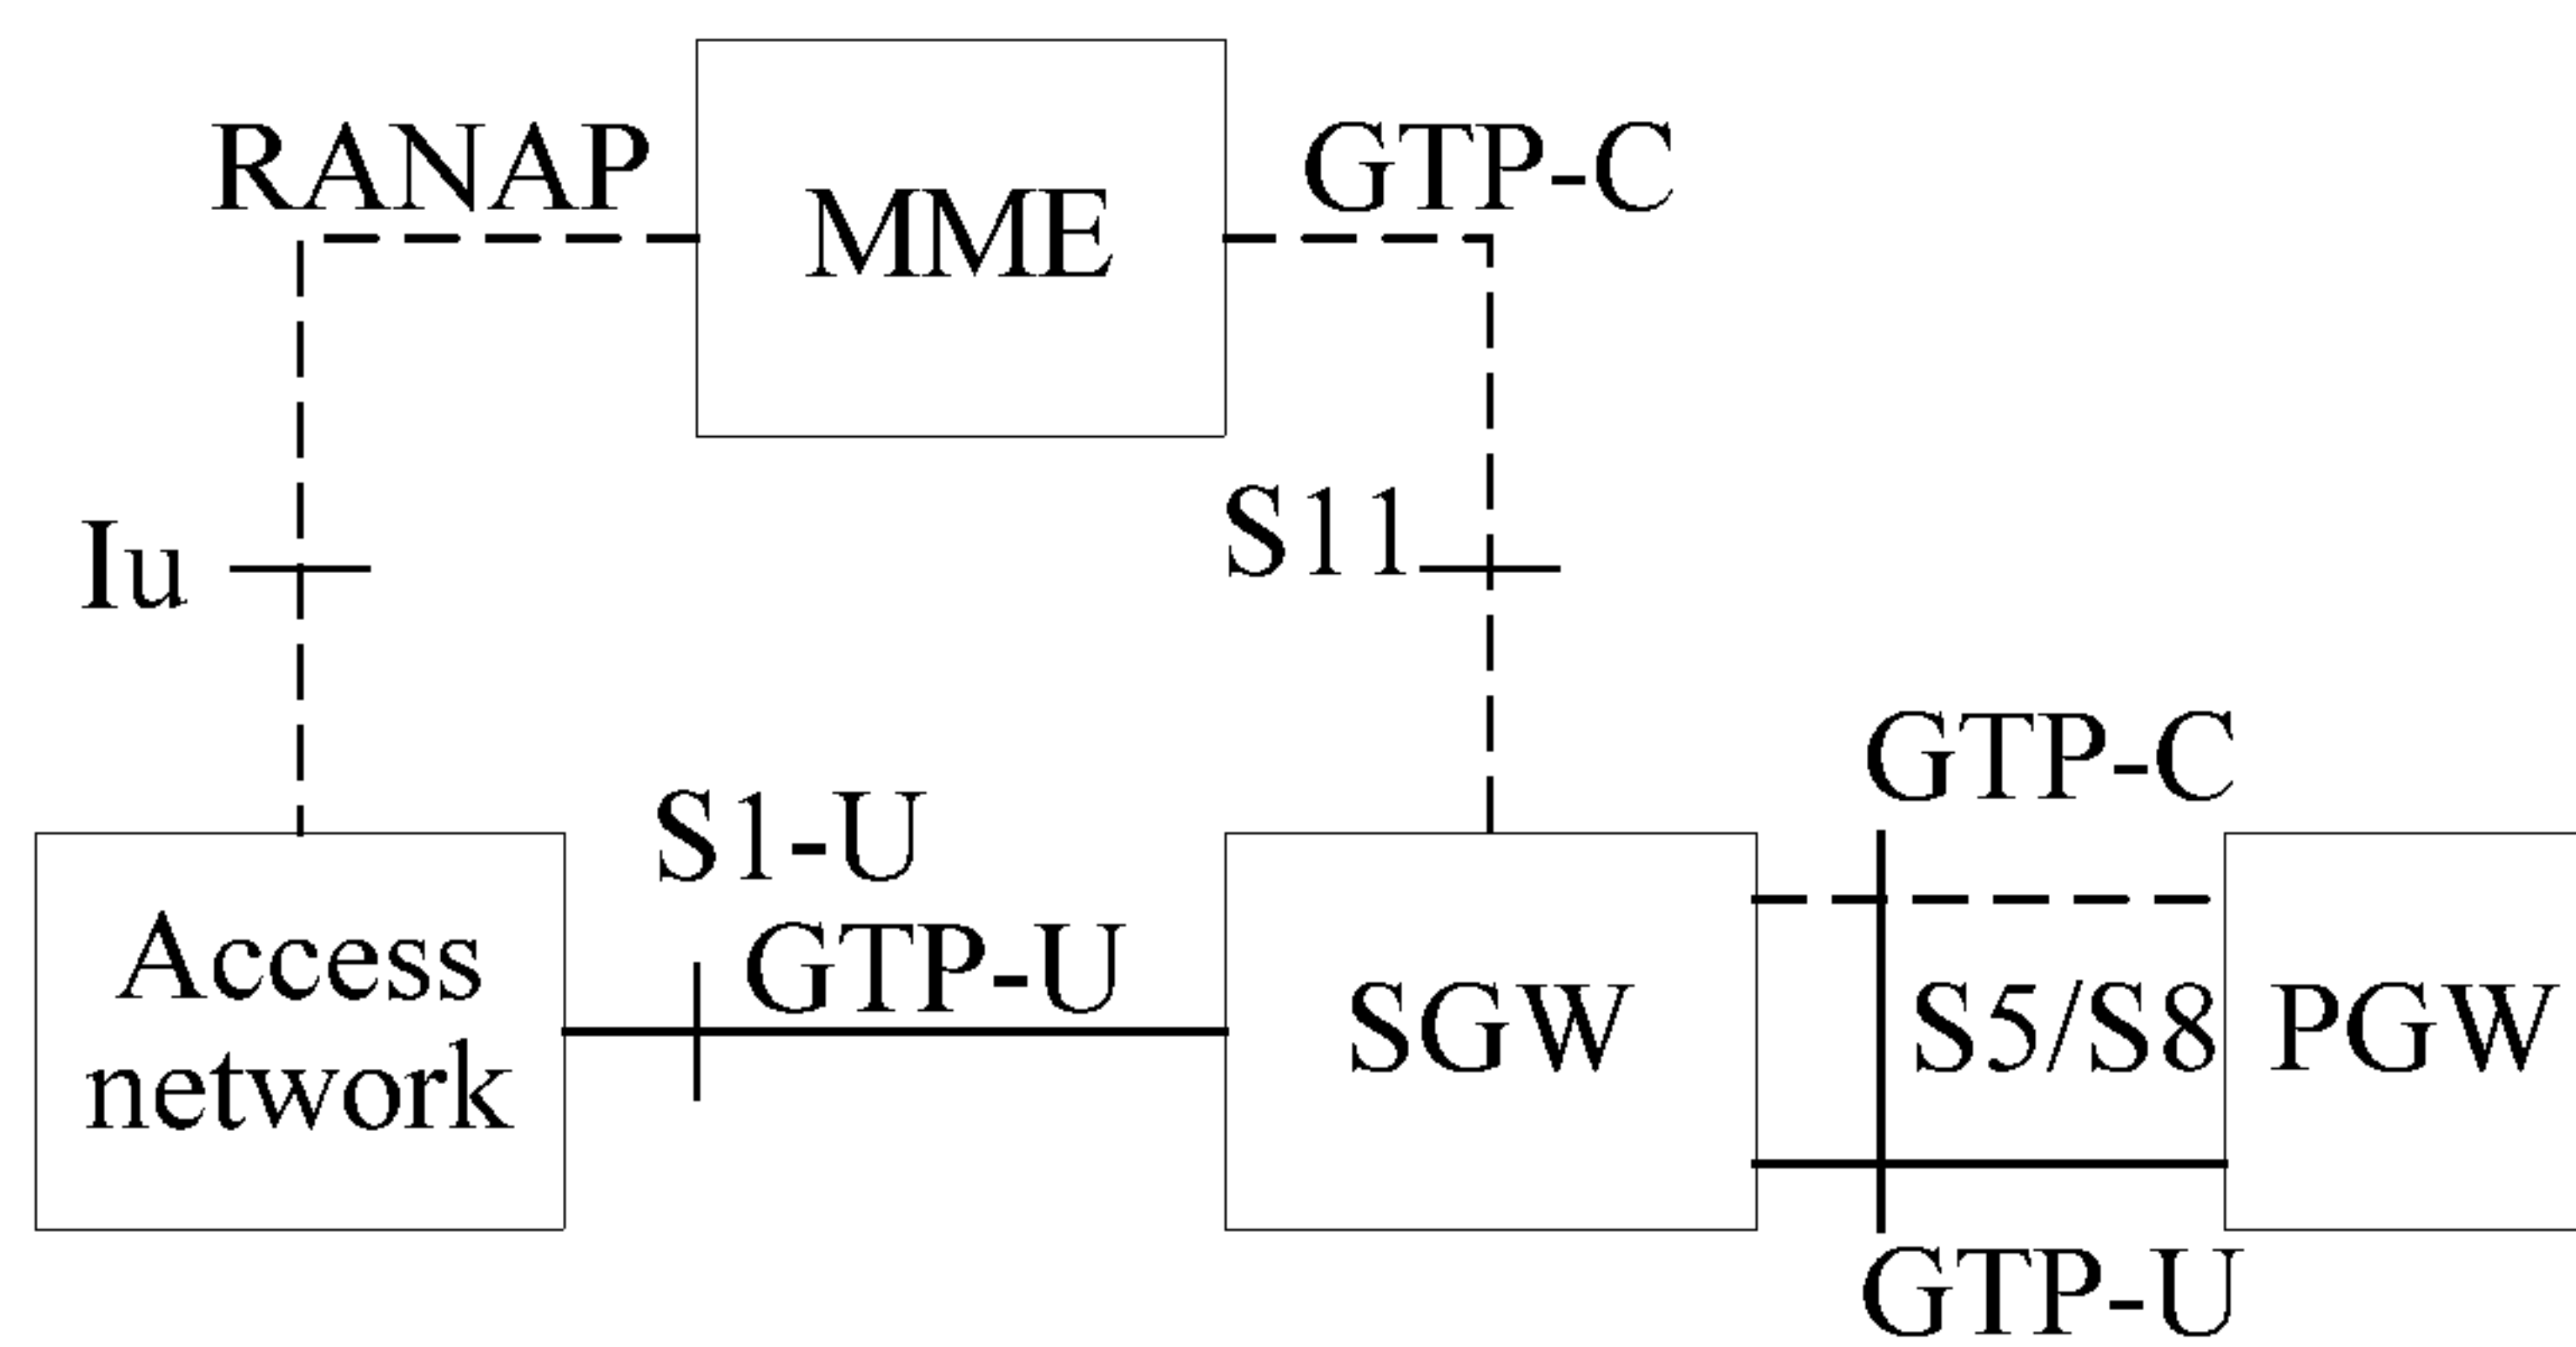 RANAP
MME
GTP-C
Iu
S11
GTP-C
S1-U
GTP-U
Access
network
SGW
S5/S8
PGW
GTP-U